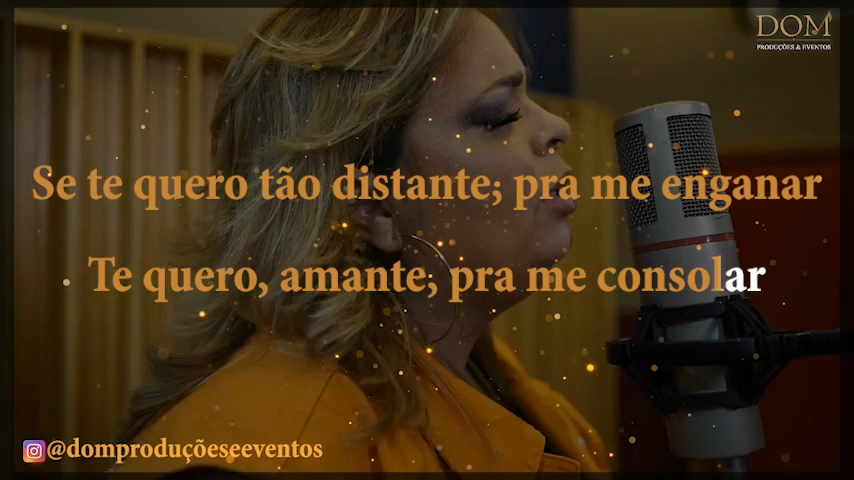 DOM
PRODUÇÕES & EVENTOS
Se te quero tão distante; pra me enganar
Te quero, amante; pra me consolar
@domproduçõeseeventos